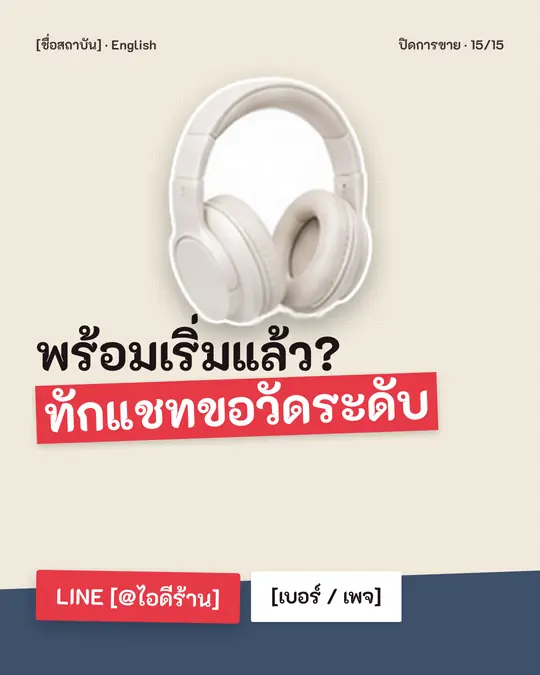 [ชื่อสถาบัน] · English
ปิดการขาย · 15/15
พร้อมเริ่มแล้ว?
ทักแชทขอวัดระดับ
LINE [@ไอดีร้าน]
[เบอร์ / เพจ]